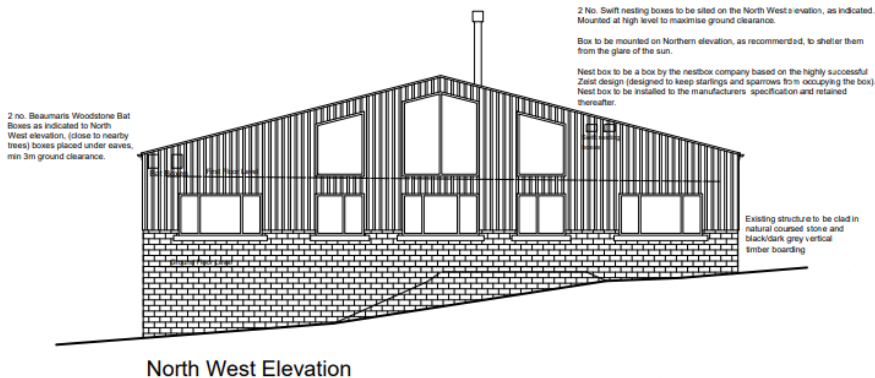 2 No. Swift nesting boxes to be sited on the North West elevation, as indicated.
Mounted at high level to maximise ground clearance.
Box to be mounted on Northern elevation, as recommended, to shelter them
from the glare of the sun.
Nest box to be a box by the nestbox company based on the highly successful
Zeist design (designed to keep starlings and sparrows from occupying the box).
Nest box to be installed to the manufacturers specification and retained
thereafter.
2 no. Beaumaris Woodstone Bat
Boxes as indicated to North
West elevation, (close to nearby
trees) boxes placed under eaves,
min 3m ground clearance.
Swift nesting
boxes
Bat Boxes
First Floor Level
Existing structure to be clad in
natural coursed stone and
black/dark grey vertical
timber boarding
Ground Floor Level
North West Elevation